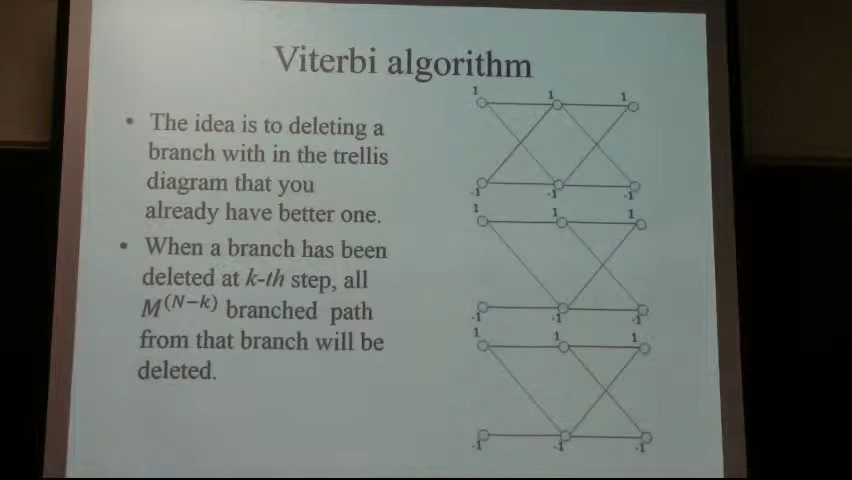 Viterbi algorithm
• The idea is to deleting a
branch with in the trellis
diagram that you
already have better one.
• When a branch has been
deleted at k-th step, all
M^(N−k) branched path
from that branch will be
deleted.
1 1 1
-1 -1 -1
1 1 1
-1 -1 -1
1 1 1
-1 -1 -1